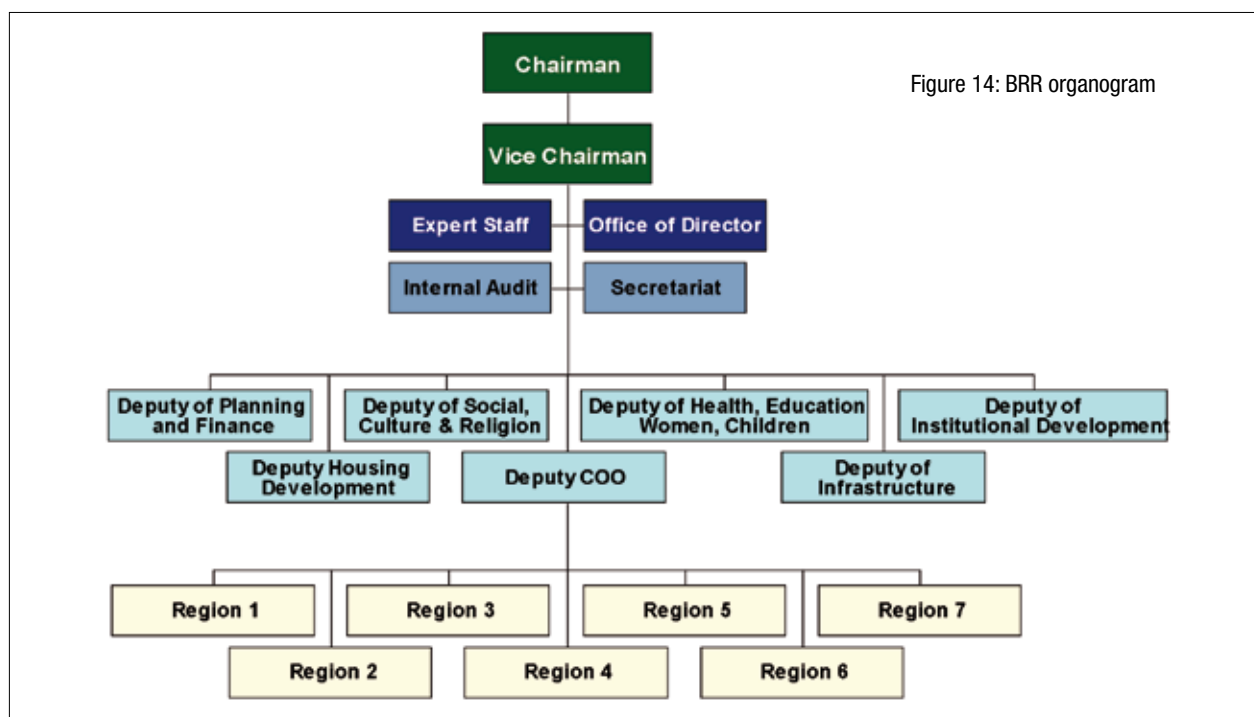 Chairman
Figure 14: BRR organogram
Vice Chairman
Expert Staff
Office of Director
Internal Audit
Secretariat
Deputy of Planning
and Finance
Deputy of Social,
Culture & Religion
Deputy of Health, Education
Women, Children
Deputy of
Institutional Development
Deputy Housing
Development
Deputy COO
Deputy of
Infrastructure
Region 1
Region 3
Region 5
Region 7
Region 2
Region 4
Region 6